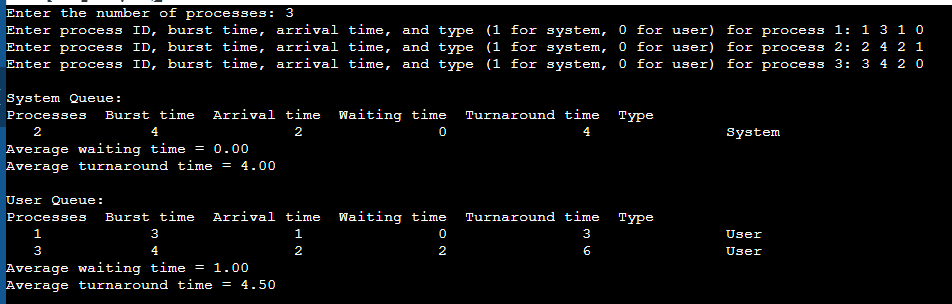 Enter the number of processes: 3
Enter process ID, burst time, arrival time, and type (1 for system, 0 for user) for process 1: 1 3 1 0
Enter process ID, burst time, arrival time, and type (1 for system, 0 for user) for process 2: 2 4 2 1
Enter process ID, burst time, arrival time, and type (1 for system, 0 for user) for process 3: 3 4 2 0
System Queue:
Processes Burst time Arrival time Waiting time Turnaround time Type
2 4 2 0 4 System
Average waiting time = 0.00
Average turnaround time = 4.00
User Queue:
Processes Burst time Arrival time Waiting time Turnaround time Type
1 3 1 0 3 User
3 4 2 2 6 User
Average waiting time = 1.00
Average turnaround time = 4.50